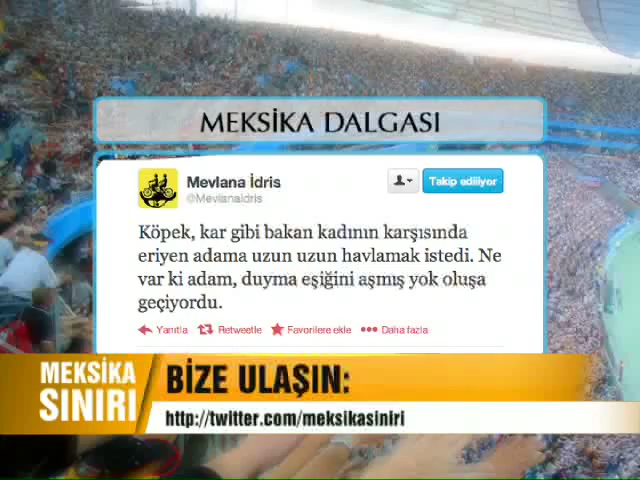 MEKSİKA DALGASI
Mevlana İdris
@MevlanaIdris
Takip ediliyor
Köpek, kar gibi bakan kadının karşısında
eriyen adama uzun uzun havlamak istedi. Ne
var ki adam, duyma eşiğini aşmış yok oluşa
geçiyordu.
Yanıtla Retweetle Favorilere ekle Daha fazla
MEKSİKA
SINIRI
BİZE ULAŞIN:
http://twitter.com/meksikasiniri